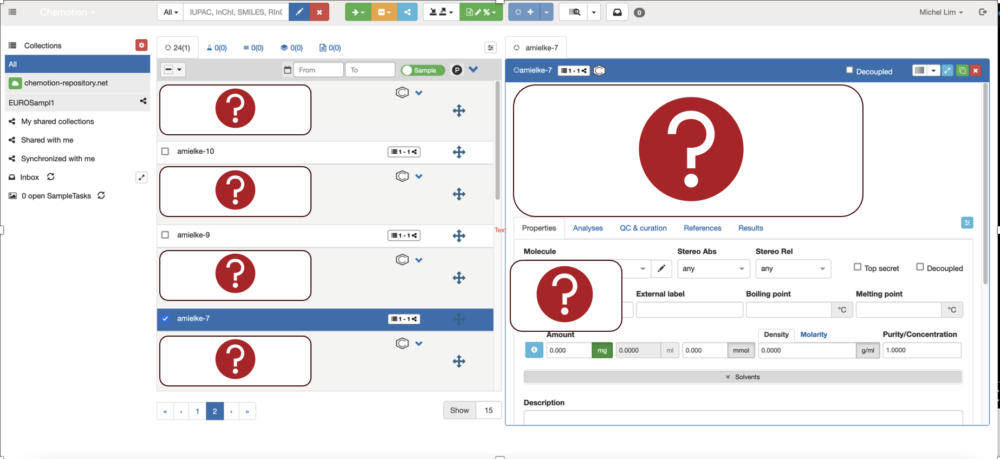 Chemotion
All
IUPAC, InChI, SMILES, RInC
%
0
Michel Lim
Collections
All
chemotion-repository.net
EUROSampl1
My shared collections
Shared with me
Synchronized with me
Inbox
0 open SampleTasks
24(1)
0(0)
0(0)
0(0)
0(0)
From
To
Sample
P
?
amielke-10
1 - 1
?
amielke-9
1 - 1
?
amielke-7
1 - 1
?
«
‹
1
2
›
»
Show
15
Text
amielke-7
amielke-7
1 - 1
Decoupled
?
Properties
Analyses
QC & curation
References
Results
Molecule
Stereo Abs
Stereo Rel
any
any
Top secret
Decoupled
?
External label
Boiling point
Melting point
°C
°C
Amount
Density
Molarity
Purity/Concentration
0.000
mg
0.0000
ml
0.000
mmol
0.0000
g/ml
1.0000
Solvents
Description